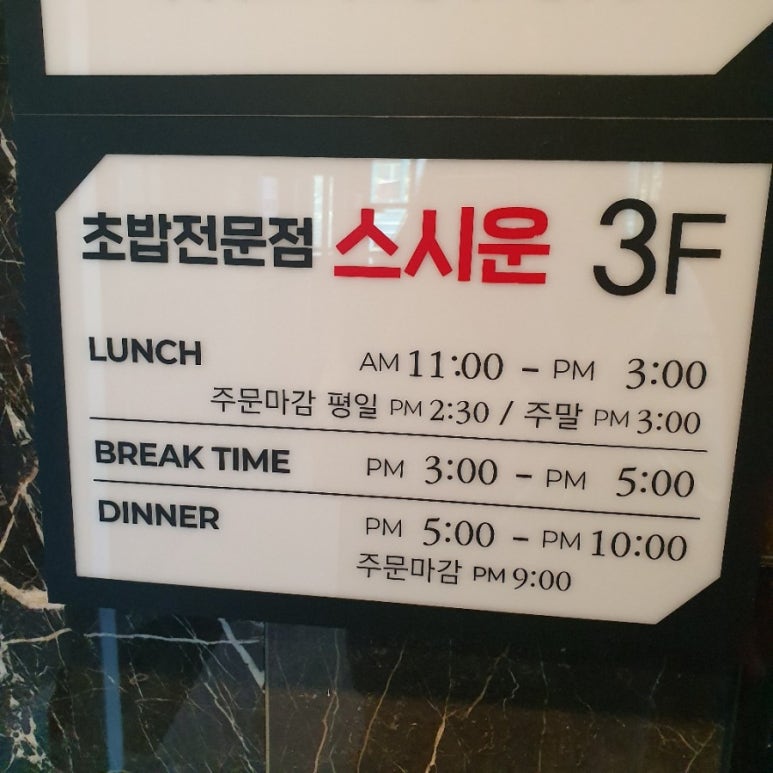 초밥전문점 스시운 3F
LUNCH AM 11:00 - PM 3:00
주문마감 평일 PM 2:30 / 주말 PM 3:00
BREAK TIME PM 3:00 - PM 5:00
DINNER PM 5:00 - PM 10:00
주문마감 PM 9:00